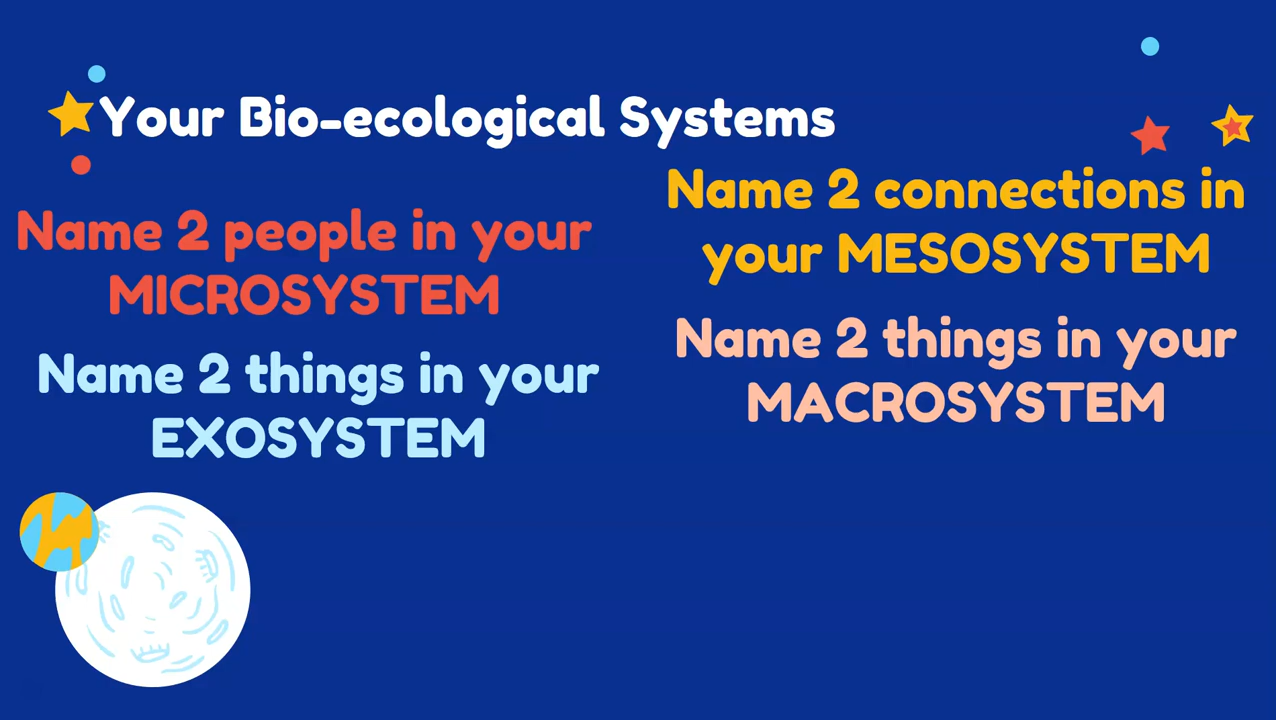 Your Bio-ecological Systems
Name 2 people in your
MICROSYSTEM
Name 2 things in your
EXOSYSTEM
Name 2 connections in
your MESOSYSTEM
Name 2 things in your
MACROSYSTEM